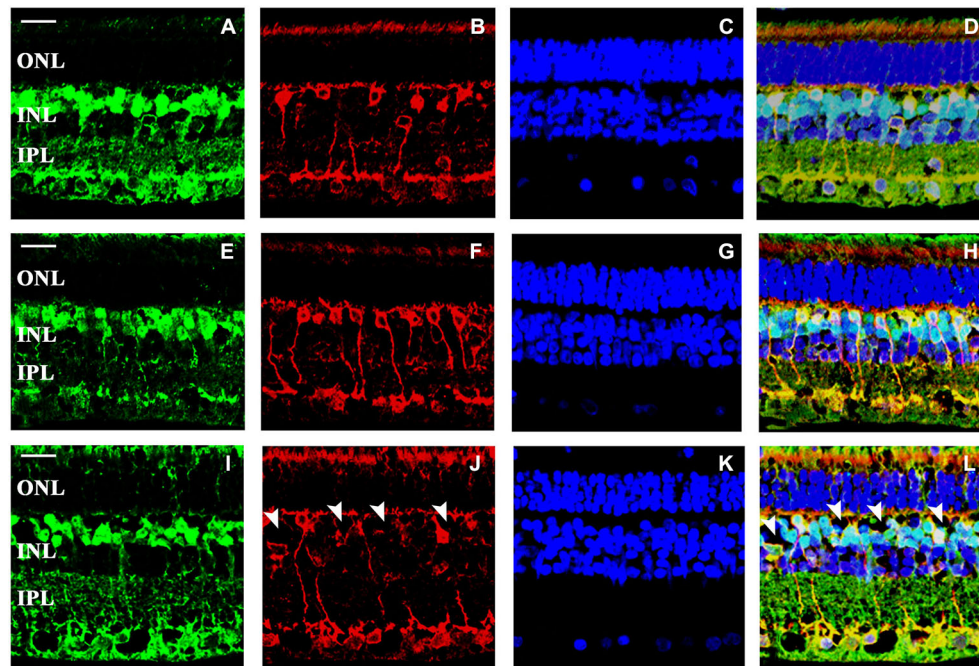 A B C D
ONL
INL
IPL
E F G H
ONL
INL
IPL
I J K L
ONL
INL
IPL